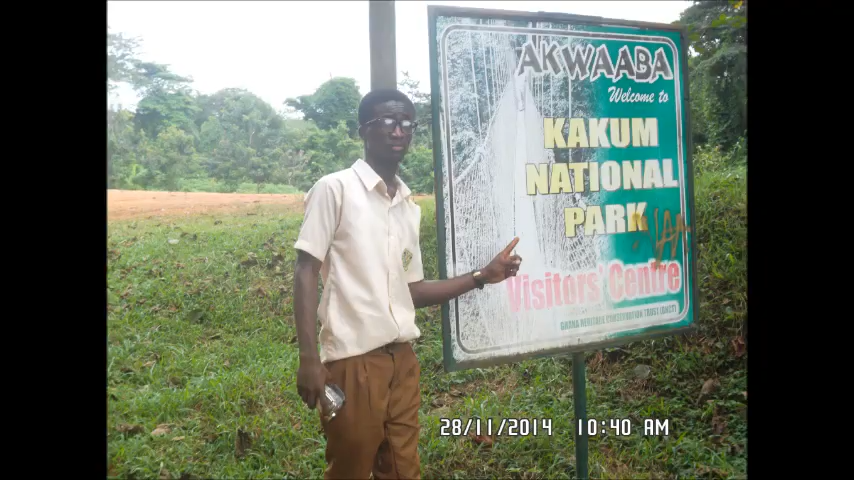 AKWAABA
Welcome to
KAKUM
NATIONAL
PARK
Visitors' Centre
GHANA HERITAGE CONSERVATION TRUST (GHCT)
28/11/2014 10:40 AM